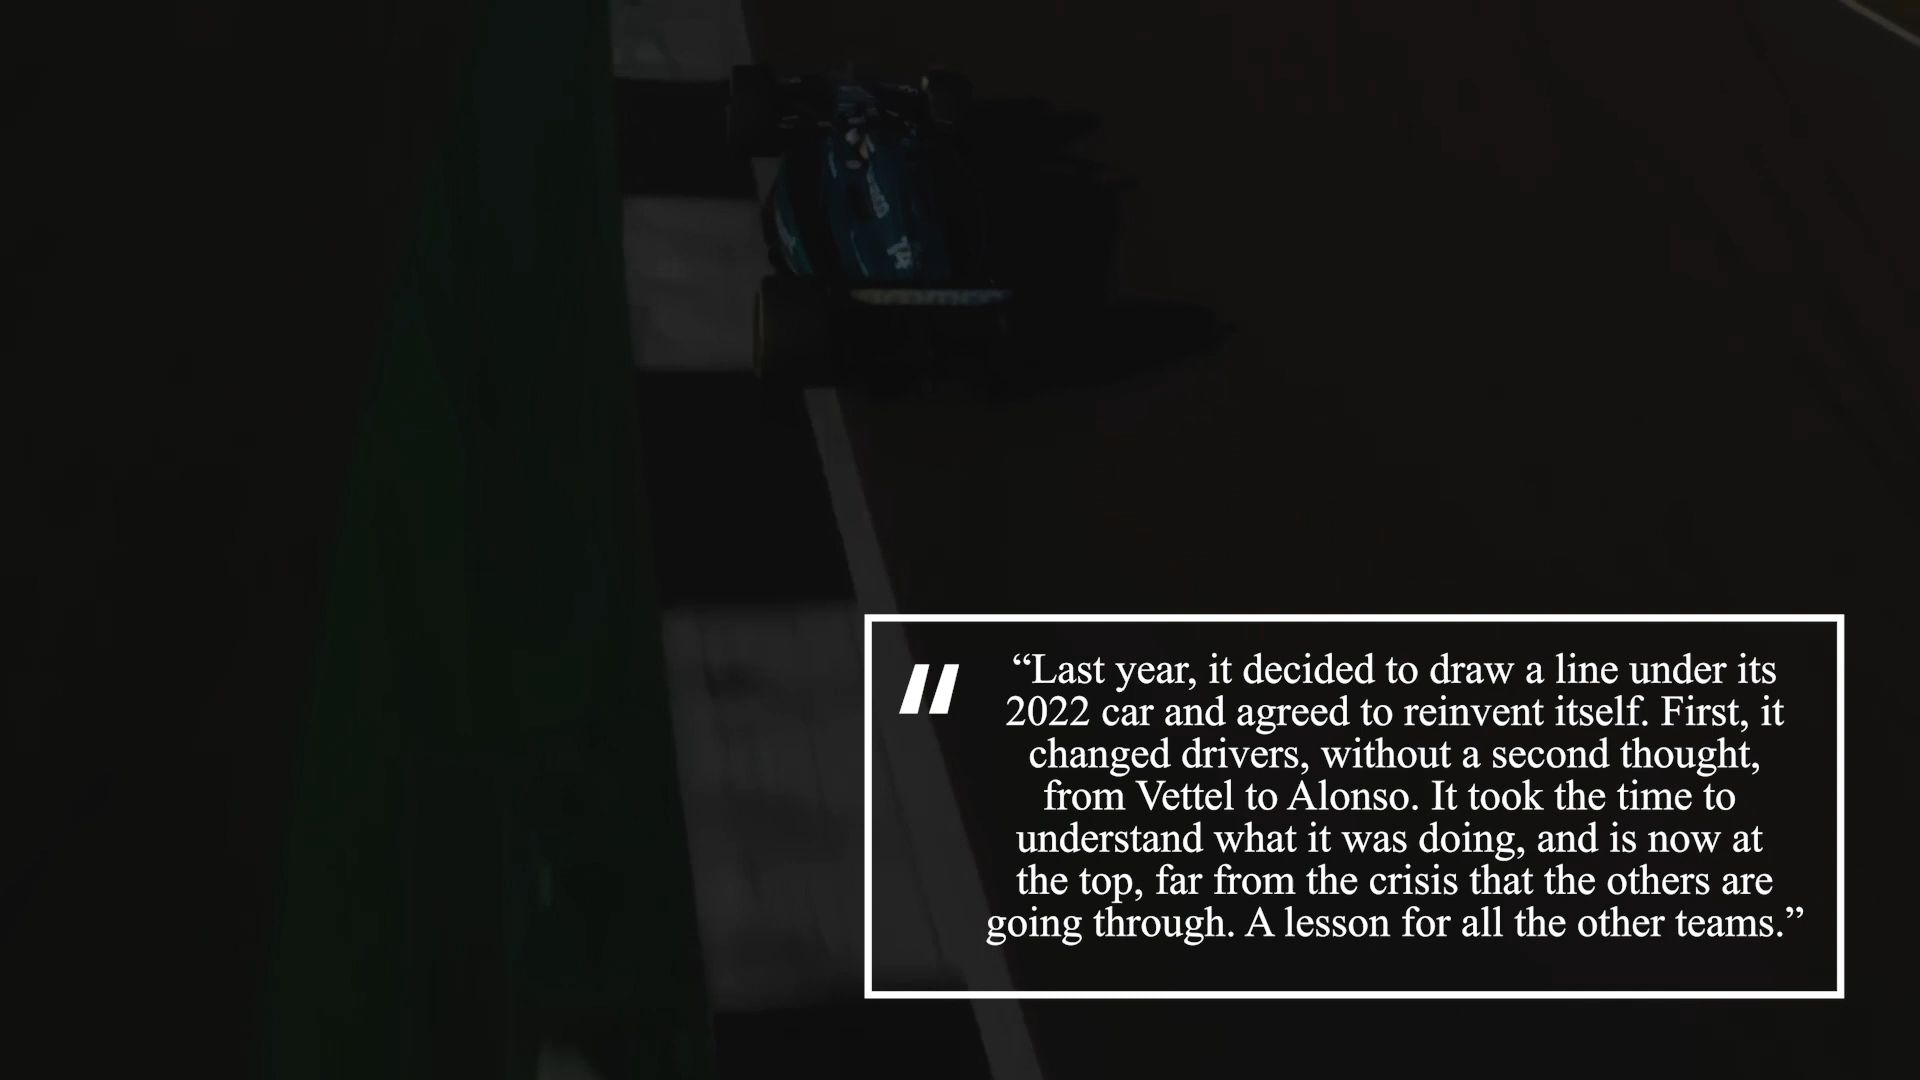 “Last year, it decided to draw a line under its
2022 car and agreed to reinvent itself. First, it
changed drivers, without a second thought,
from Vettel to Alonso. It took the time to
understand what it was doing, and is now at
the top, far from the crisis that the others are
going through. A lesson for all the other teams.”